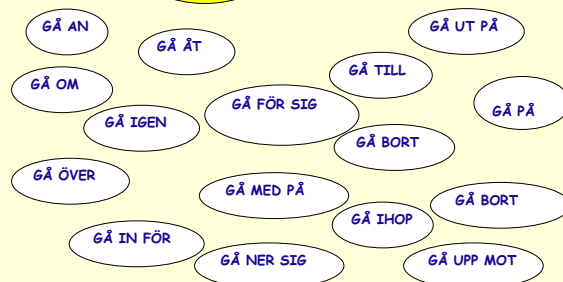 GÅ AN
GÅ UT PÅ
GÅ ÅT
GÅ TILL
GÅ OM
GÅ FÖR SIG
GÅ PÅ
GÅ IGEN
GÅ BORT
GÅ ÖVER
GÅ MED PÅ
GÅ BORT
GÅ IHOP
GÅ IN FÖR
GÅ NER SIG
GÅ UPP MOT